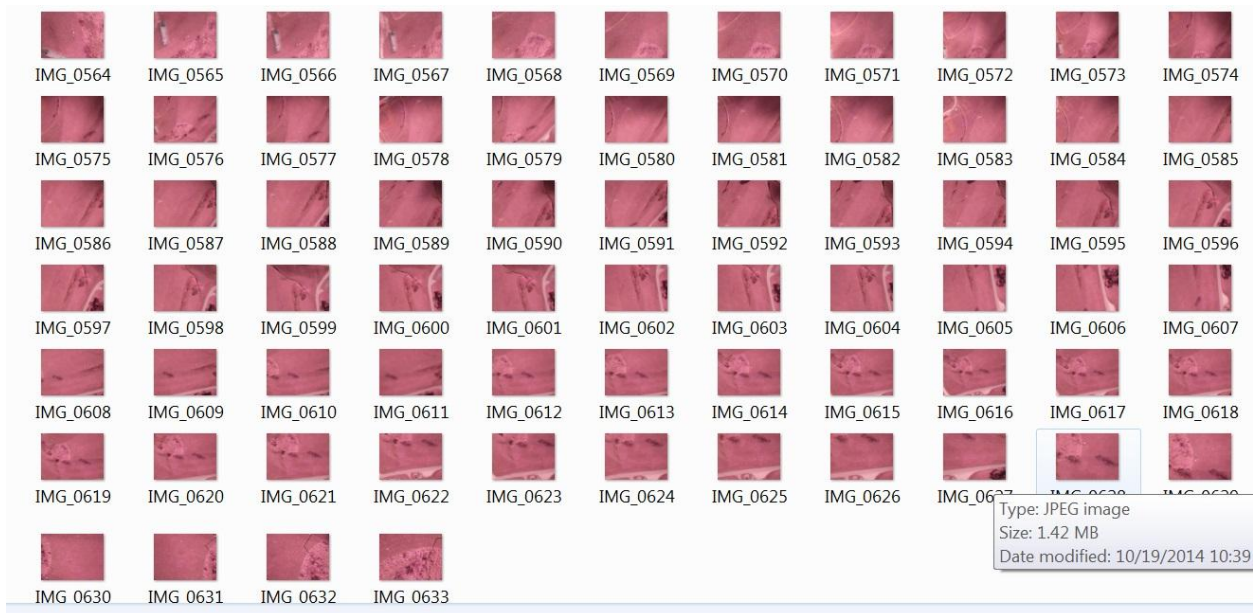 IMG_0564 IMG_0565 IMG_0566 IMG_0567 IMG_0568 IMG_0569 IMG_0570 IMG_0571 IMG_0572 IMG_0573 IMG_0574
IMG_0575 IMG_0576 IMG_0577 IMG_0578 IMG_0579 IMG_0580 IMG_0581 IMG_0582 IMG_0583 IMG_0584 IMG_0585
IMG_0586 IMG_0587 IMG_0588 IMG_0589 IMG_0590 IMG_0591 IMG_0592 IMG_0593 IMG_0594 IMG_0595 IMG_0596
IMG_0597 IMG_0598 IMG_0599 IMG_0600 IMG_0601 IMG_0602 IMG_0603 IMG_0604 IMG_0605 IMG_0606 IMG_0607
IMG_0608 IMG_0609 IMG_0610 IMG_0611 IMG_0612 IMG_0613 IMG_0614 IMG_0615 IMG_0616 IMG_0617 IMG_0618
IMG_0619 IMG_0620 IMG_0621 IMG_0622 IMG_0623 IMG_0624 IMG_0625 IMG_0626 IMG_0627 IMG_0628 IMG_0629
Type: JPEG image
Size: 1.42 MB
Date modified: 10/19/2014 10:39
IMG_0630 IMG_0631 IMG_0632 IMG_0633